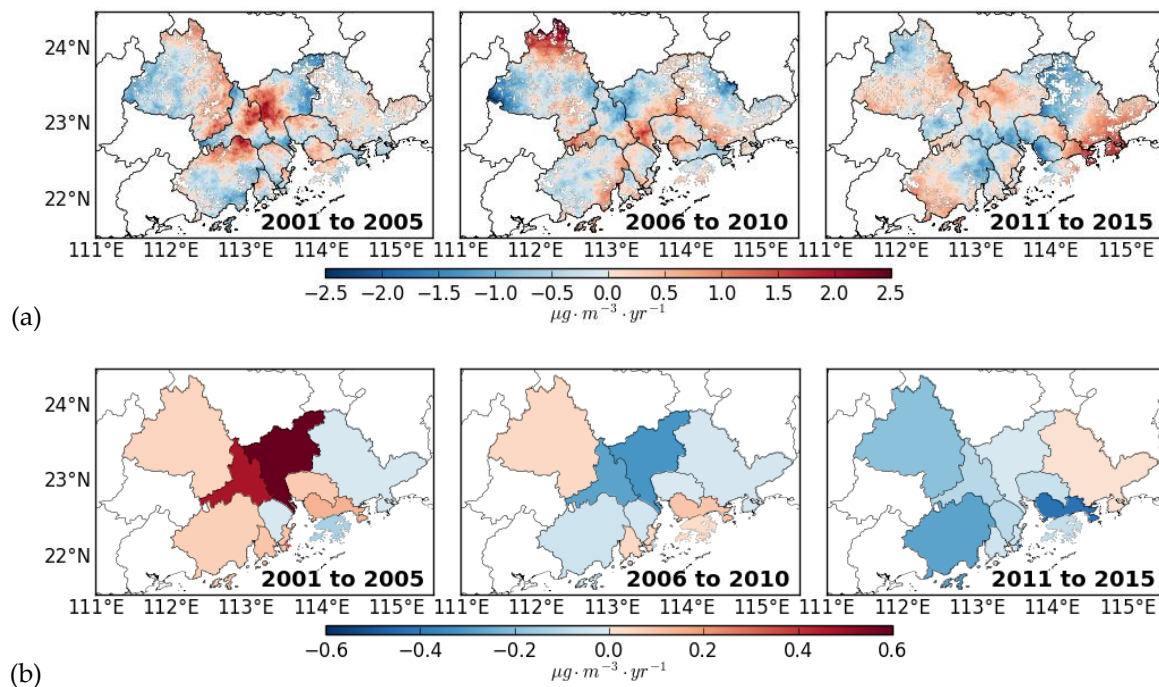 24°N
23°N
22°N
2001 to 2005
2006 to 2010
2011 to 2015
111°E 112°E 113°E 114°E 115°E
111°E 112°E 113°E 114°E 115°E
111°E 112°E 113°E 114°E 115°E
−2.5 −2.0 −1.5 −1.0 −0.5 0.0 0.5 1.0 1.5 2.0 2.5
μg · m⁻³ · yr⁻¹
(a)
24°N
23°N
22°N
2001 to 2005
2006 to 2010
2011 to 2015
111°E 112°E 113°E 114°E 115°E
111°E 112°E 113°E 114°E 115°E
111°E 112°E 113°E 114°E 115°E
−0.6 −0.4 −0.2 0.0 0.2 0.4 0.6
μg · m⁻³ · yr⁻¹
(b)